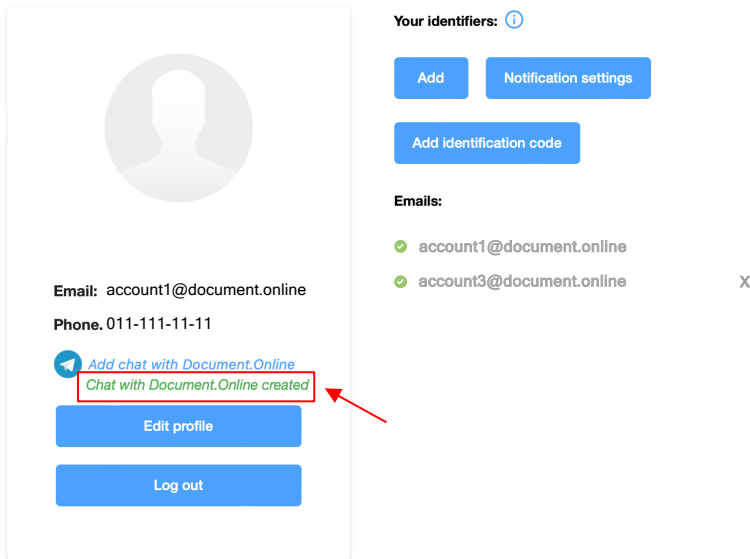 Email: account1@document.online
Phone. 011-111-11-11
Add chat with Document.Online
Chat with Document.Online created
Edit profile
Log out
Your identifiers:
Add
Notification settings
Add identification code
Emails:
account1@document.online
account3@document.online X